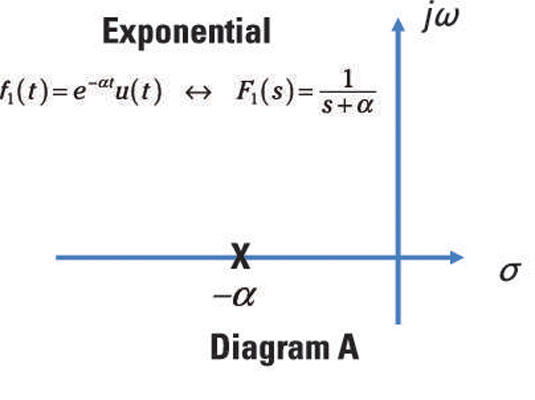 Exponential
jω
f₁(t)=e^{-αt}u(t) ↔ F₁(s)=1/(s+α)
X
σ
-α
Diagram A